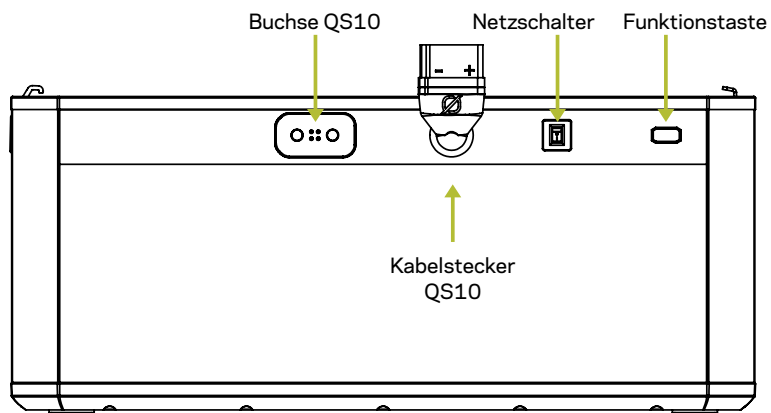 Buchse QS10
Netzschalter
Funktionstaste
- +
Kabelstecker
QS10